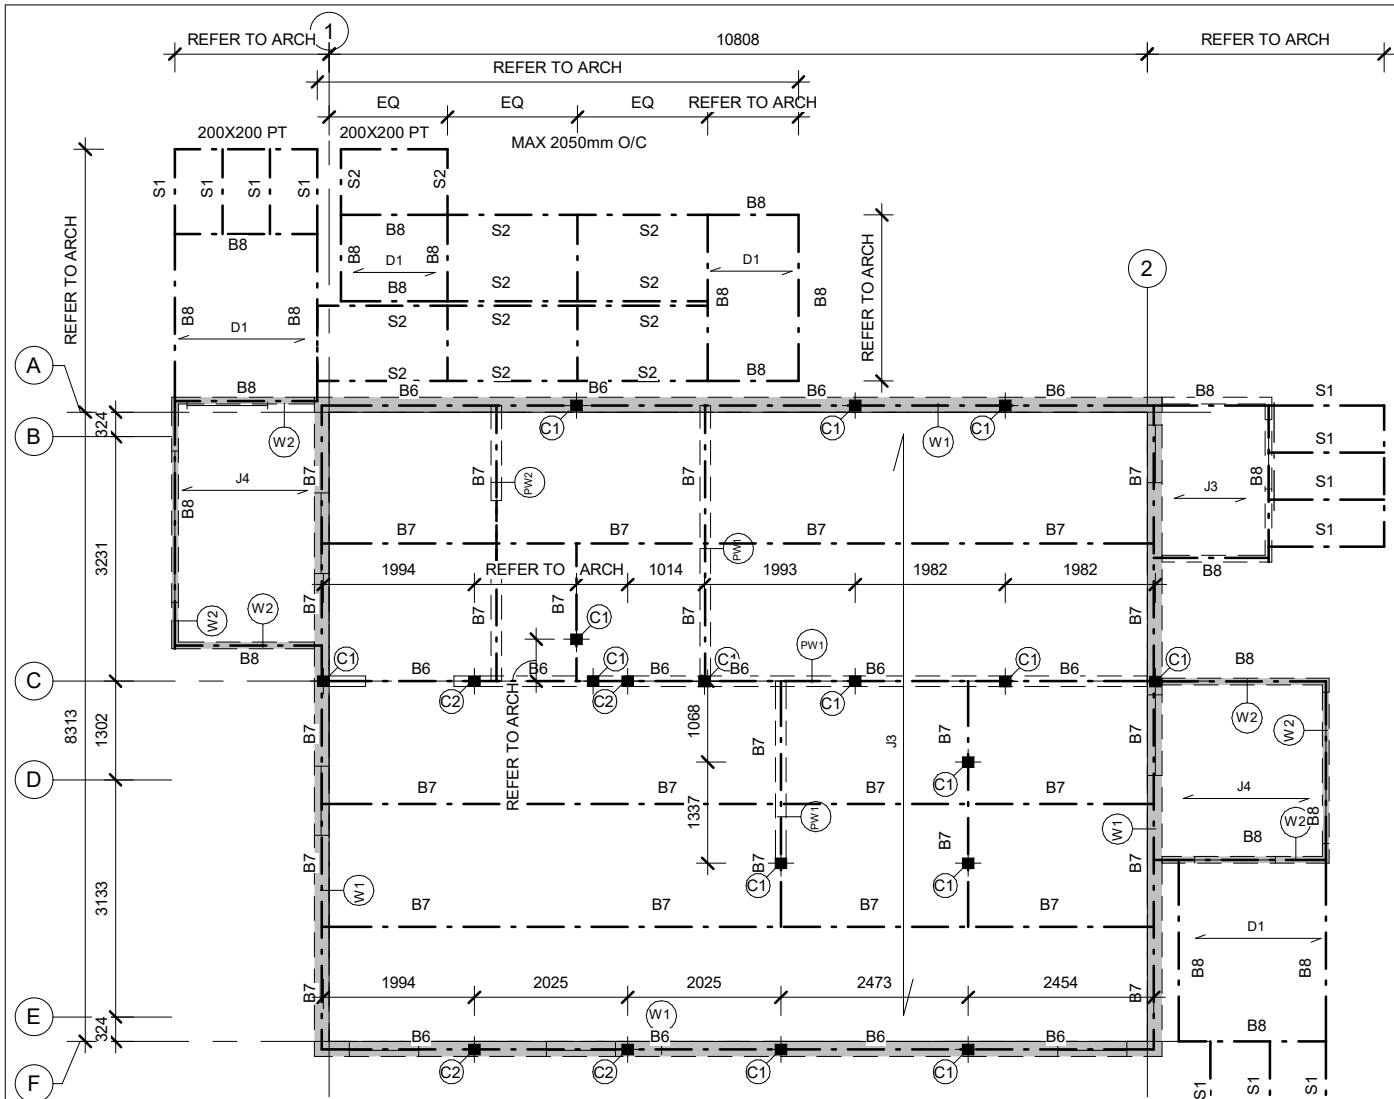 1
REFER TO ARCH
10808
REFER TO ARCH
REFER TO ARCH
EQ EQ EQ REFER TO ARCH
200X200 PT 200X200 PT MAX 2050mm O/C
S1 S1 S1 S1 S2 S2
REFER TO ARCH
B8 B8 S2 S2 B8
B8 D1 B8 D1
B8 S2 S2 B8 B8
REFER TO ARCH
2
B8 D1 B8 S2 S2 S2
S2 S2 S2 B8
A
B8 B6 B6 B6 B6 B8 S1
324
B
W2 C1 C1 W1 C1
S1
J4 B7 B7 PW2 B7 B7 J3 B8 S1
B8
B7 B7 B7 B7 S1
PW1
B8
3231
1994 REFER TO ARCH 1014 1993 1982 1982
B7 B7 B7 B7 B7
W2 W2 C1
PW1
B8 C1 B6 B6 C1 B6 C1 B6 B6 C1 B6 C1 B8
C
C2 C2 C1
REFER TO ARCH
W2 W2
8313
1302
B7 1068 B7 J3 B7 B7
D
C1
B7 B7 B7 B7 J4
1337 PW1 W1 W2 B8
B8
B7 B7 B7 B7
C1 C1
W1
3133
B7 B7 B7 B7
D1
B8 B8
1994 2025 2025 2473 2454
B7 B7
E
W1
324
B6 B6 B6 B6 B6 B8
F
C2 C2 C1 C1
S1 S1 S1